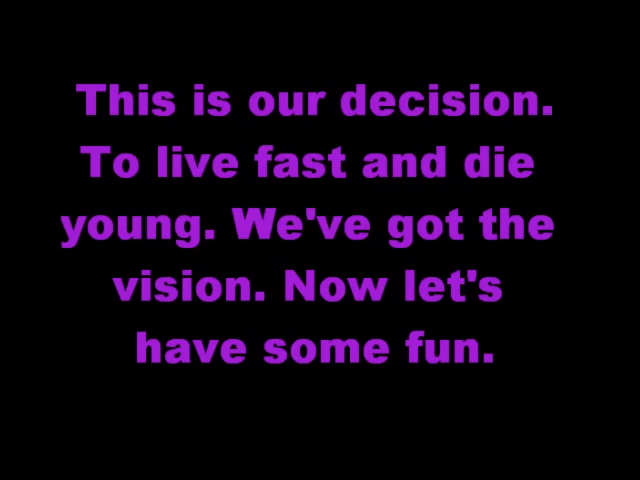 This is our decision.
To live fast and die
young. We've got the
vision. Now let's
have some fun.